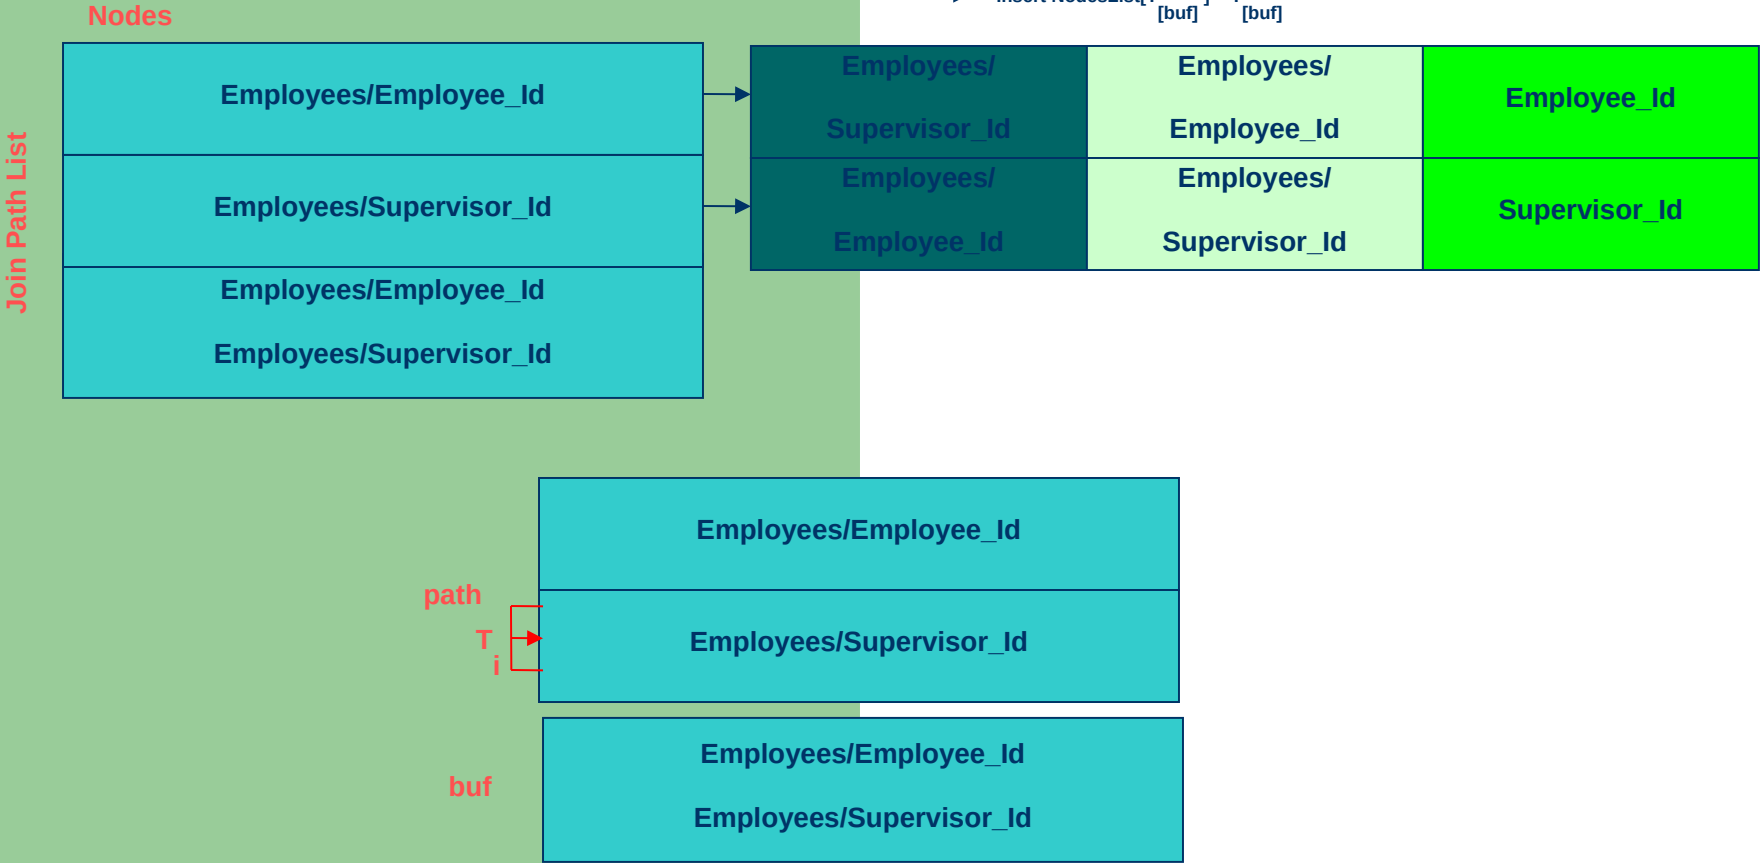 Nodes
[buf] [buf]
Join Path List
Employees/Employee_Id
Employees/
Supervisor_Id
Employees/
Employee_Id
Employee_Id
Employees/Supervisor_Id
Employees/
Employee_Id
Employees/
Supervisor_Id
Supervisor_Id
Employees/Employee_Id
Employees/Supervisor_Id
Employees/Employee_Id
path
T
i
Employees/Supervisor_Id
buf
Employees/Employee_Id
Employees/Supervisor_Id